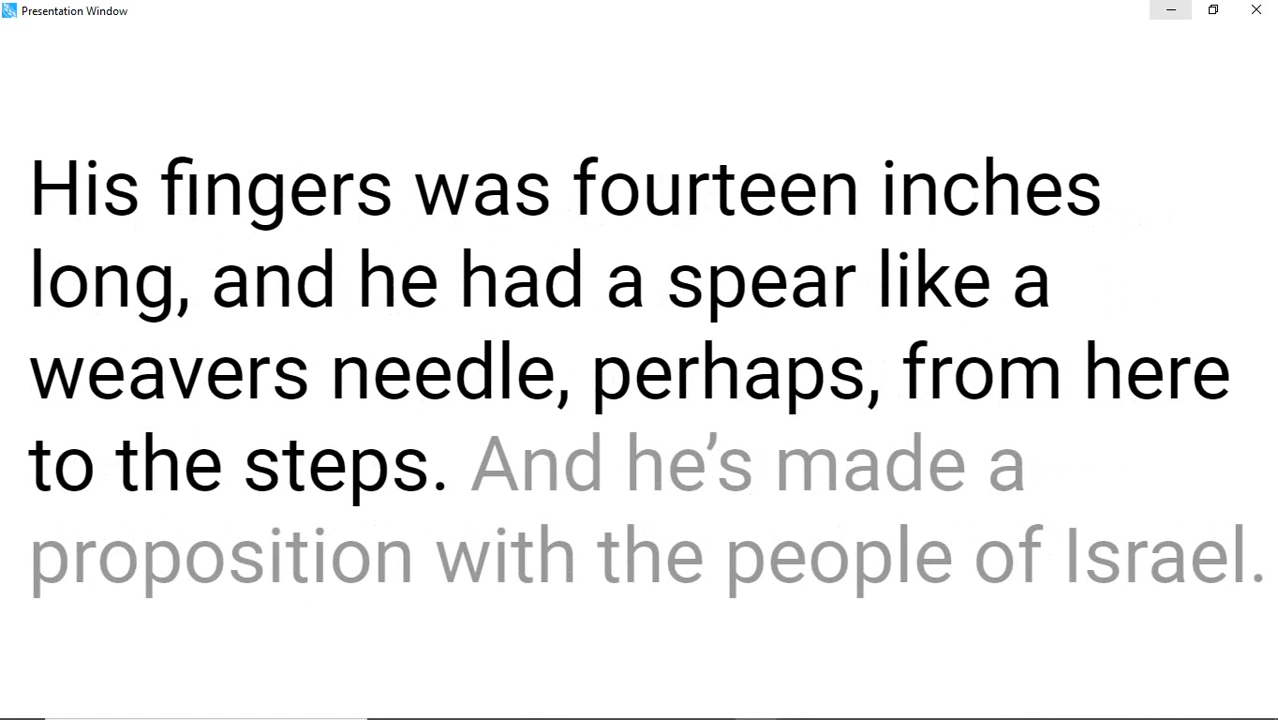 Presentation Window
His fingers was fourteen inches
long, and he had a spear like a
weavers needle, perhaps, from here
to the steps. And he’s made a
proposition with the people of Israel.